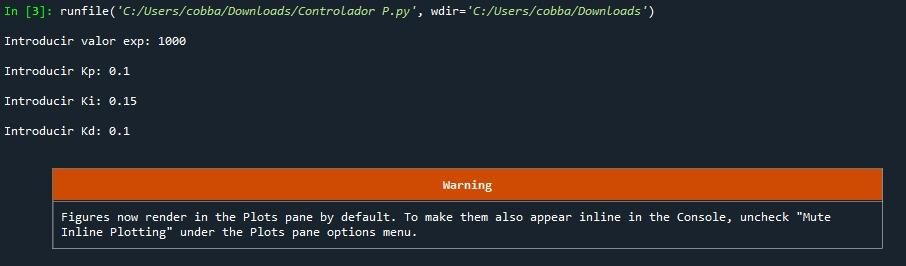 In [3]: runfile('C:/Users/cobba/Downloads/Controlador P.py', wdir='C:/Users/cobba/Downloads')
Introducir valor exp: 1000
Introducir Kp: 0.1
Introducir Ki: 0.15
Introducir Kd: 0.1
Warning
Figures now render in the Plots pane by default. To make them also appear inline in the Console, uncheck "Mute
Inline Plotting" under the Plots pane options menu.